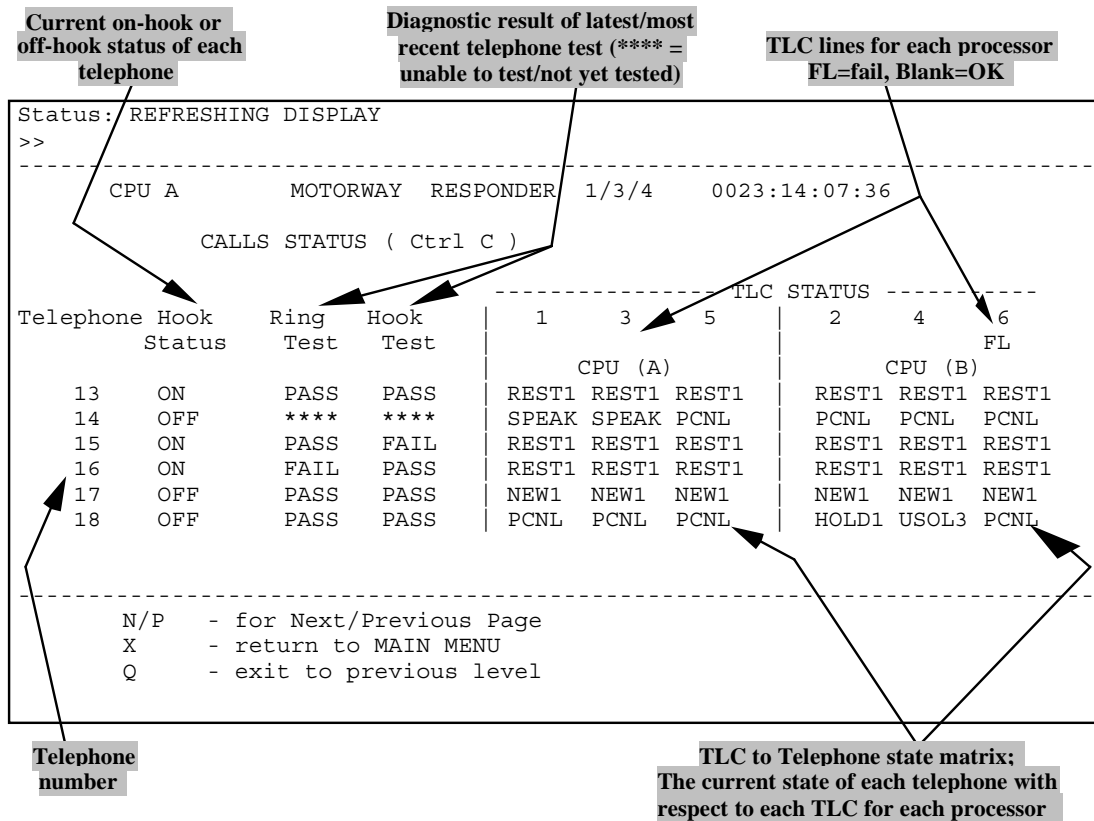 Current on-hook or
off-hook status of each
telephone
Diagnostic result of latest/most
recent telephone test (**** =
unable to test/not yet tested)
TLC lines for each processor
FL=fail, Blank=OK
Status: REFRESHING DISPLAY
>>
CPU A MOTORWAY RESPONDER 1/3/4 0023:14:07:36
CALLS STATUS ( Ctrl C )
TLC STATUS
Telephone Hook Ring Hook | 1 3 5 | 2 4 6
Status Test Test | | FL
| CPU (A) | CPU (B)
13 ON PASS PASS | REST1 REST1 REST1 | REST1 REST1 REST1
14 OFF **** **** | SPEAK SPEAK PCNL | PCNL PCNL PCNL
15 ON PASS FAIL | REST1 REST1 REST1 | REST1 REST1 REST1
16 ON FAIL PASS | REST1 REST1 REST1 | REST1 REST1 REST1
17 OFF PASS PASS | NEW1 NEW1 NEW1 | NEW1 NEW1 NEW1
18 OFF PASS PASS | PCNL PCNL PCNL | HOLD1 USOL3 PCNL
N/P - for Next/Previous Page
X - return to MAIN MENU
Q - exit to previous level
Telephone
number
TLC to Telephone state matrix;
The current state of each telephone with
respect to each TLC for each processor